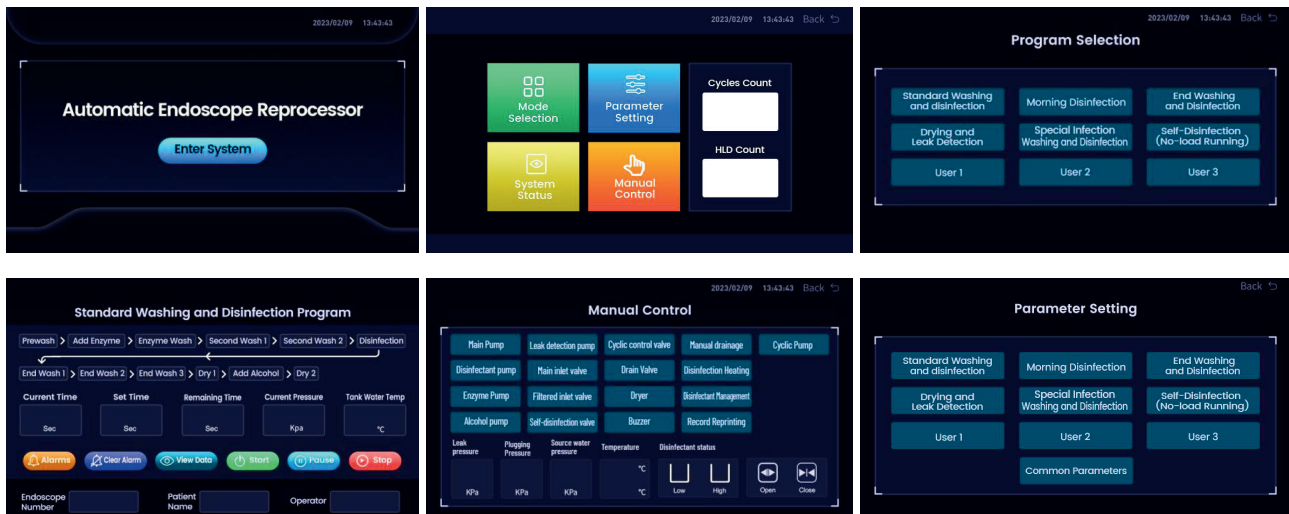 2023/02/09 13:43:43
Automatic Endoscope Reprocessor
Enter System
2023/02/09 13:43:43 Back
Mode
Selection
Parameter
Setting
Cycles Count
System
Status
Manual
Control
HLD Count
2023/02/09 13:43:43 Back
Program Selection
Standard Washing
and disinfection
Morning Disinfection
End Washing
and Disinfection
Drying and
Leak Detection
Special Infection
Washing and Disinfection
Self-Disinfection
(No-load Running)
User 1
User 2
User 3
Standard Washing and Disinfection Program
Prewash > Add Enzyme > Enzyme Wash > Second Wash 1 > Second Wash 2 > Disinfection
End Wash 1 > End Wash 2 > End Wash 3 > Dry 1 > Add Alcohol > Dry 2
Current Time Set Time Remaining Time Current Pressure Tank Water Temp
Sec Sec Sec Kpa °C
Alarms Clear Alarm View Data Start Pause Stop
Endoscope
Number
Patient
Name
Operator
2023/02/09 13:43:43 Back
Manual Control
Main Pump Leak detection pump Cyclic control valve Manual drainage Cyclic Pump
Disinfectant pump Main inlet valve Drain Valve Disinfection Heating
Enzyme Pump Filtered inlet valve Dryer Disinfectant Management
Alcohol pump Self-disinfection valve Buzzer Record Reprinting
Leak
pressure
Plugging
Pressure
Source water
pressure
Temperature
Disinfectant status
°C
KPa KPa KPa °C Low High Open Close
Back
Parameter Setting
Standard Washing
and disinfection
Morning Disinfection
End Washing
and Disinfection
Drying and
Leak Detection
Special Infection
Washing and Disinfection
Self-Disinfection
(No-load Running)
User 1
User 2
User 3
Common Parameters